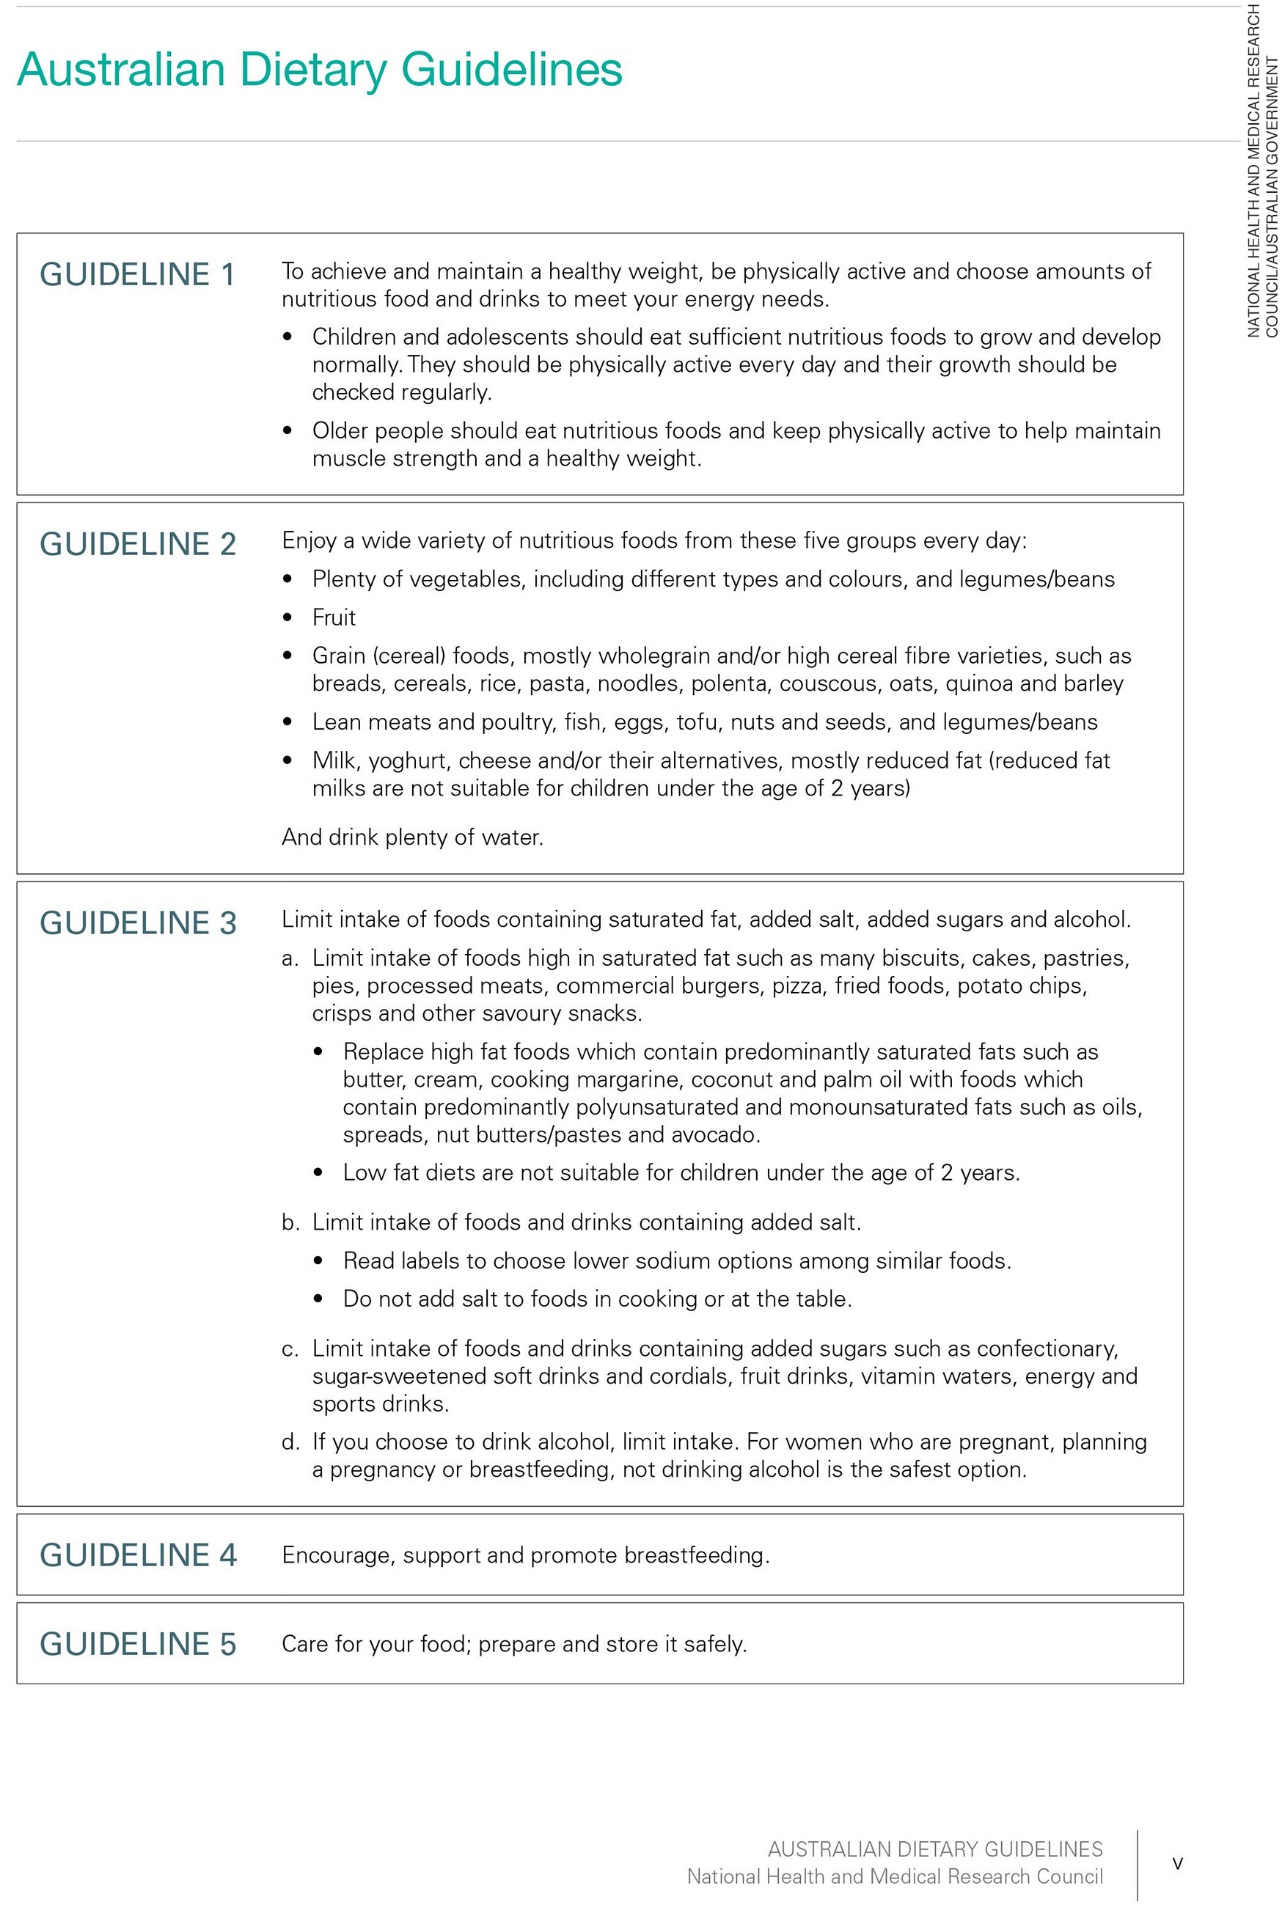 Australian Dietary Guidelines
NATIONAL HEALTH AND MEDICAL RESEARCH
COUNCIL/AUSTRALIAN GOVERNMENT
GUIDELINE 1
To achieve and maintain a healthy weight, be physically active and choose amounts of
nutritious food and drinks to meet your energy needs.
• Children and adolescents should eat sufficient nutritious foods to grow and develop
normally. They should be physically active every day and their growth should be
checked regularly.
• Older people should eat nutritious foods and keep physically active to help maintain
muscle strength and a healthy weight.
GUIDELINE 2
Enjoy a wide variety of nutritious foods from these five groups every day:
• Plenty of vegetables, including different types and colours, and legumes/beans
• Fruit
• Grain (cereal) foods, mostly wholegrain and/or high cereal fibre varieties, such as
breads, cereals, rice, pasta, noodles, polenta, couscous, oats, quinoa and barley
• Lean meats and poultry, fish, eggs, tofu, nuts and seeds, and legumes/beans
• Milk, yoghurt, cheese and/or their alternatives, mostly reduced fat (reduced fat
milks are not suitable for children under the age of 2 years)
And drink plenty of water.
GUIDELINE 3
Limit intake of foods containing saturated fat, added salt, added sugars and alcohol.
a. Limit intake of foods high in saturated fat such as many biscuits, cakes, pastries,
pies, processed meats, commercial burgers, pizza, fried foods, potato chips,
crisps and other savoury snacks.
• Replace high fat foods which contain predominantly saturated fats such as
butter, cream, cooking margarine, coconut and palm oil with foods which
contain predominantly polyunsaturated and monounsaturated fats such as oils,
spreads, nut butters/pastes and avocado.
• Low fat diets are not suitable for children under the age of 2 years.
b. Limit intake of foods and drinks containing added salt.
• Read labels to choose lower sodium options among similar foods.
• Do not add salt to foods in cooking or at the table.
c. Limit intake of foods and drinks containing added sugars such as confectionary,
sugar-sweetened soft drinks and cordials, fruit drinks, vitamin waters, energy and
sports drinks.
d. If you choose to drink alcohol, limit intake. For women who are pregnant, planning
a pregnancy or breastfeeding, not drinking alcohol is the safest option.
GUIDELINE 4
Encourage, support and promote breastfeeding.
GUIDELINE 5
Care for your food; prepare and store it safely.
AUSTRALIAN DIETARY GUIDELINES
National Health and Medical Research Council
v